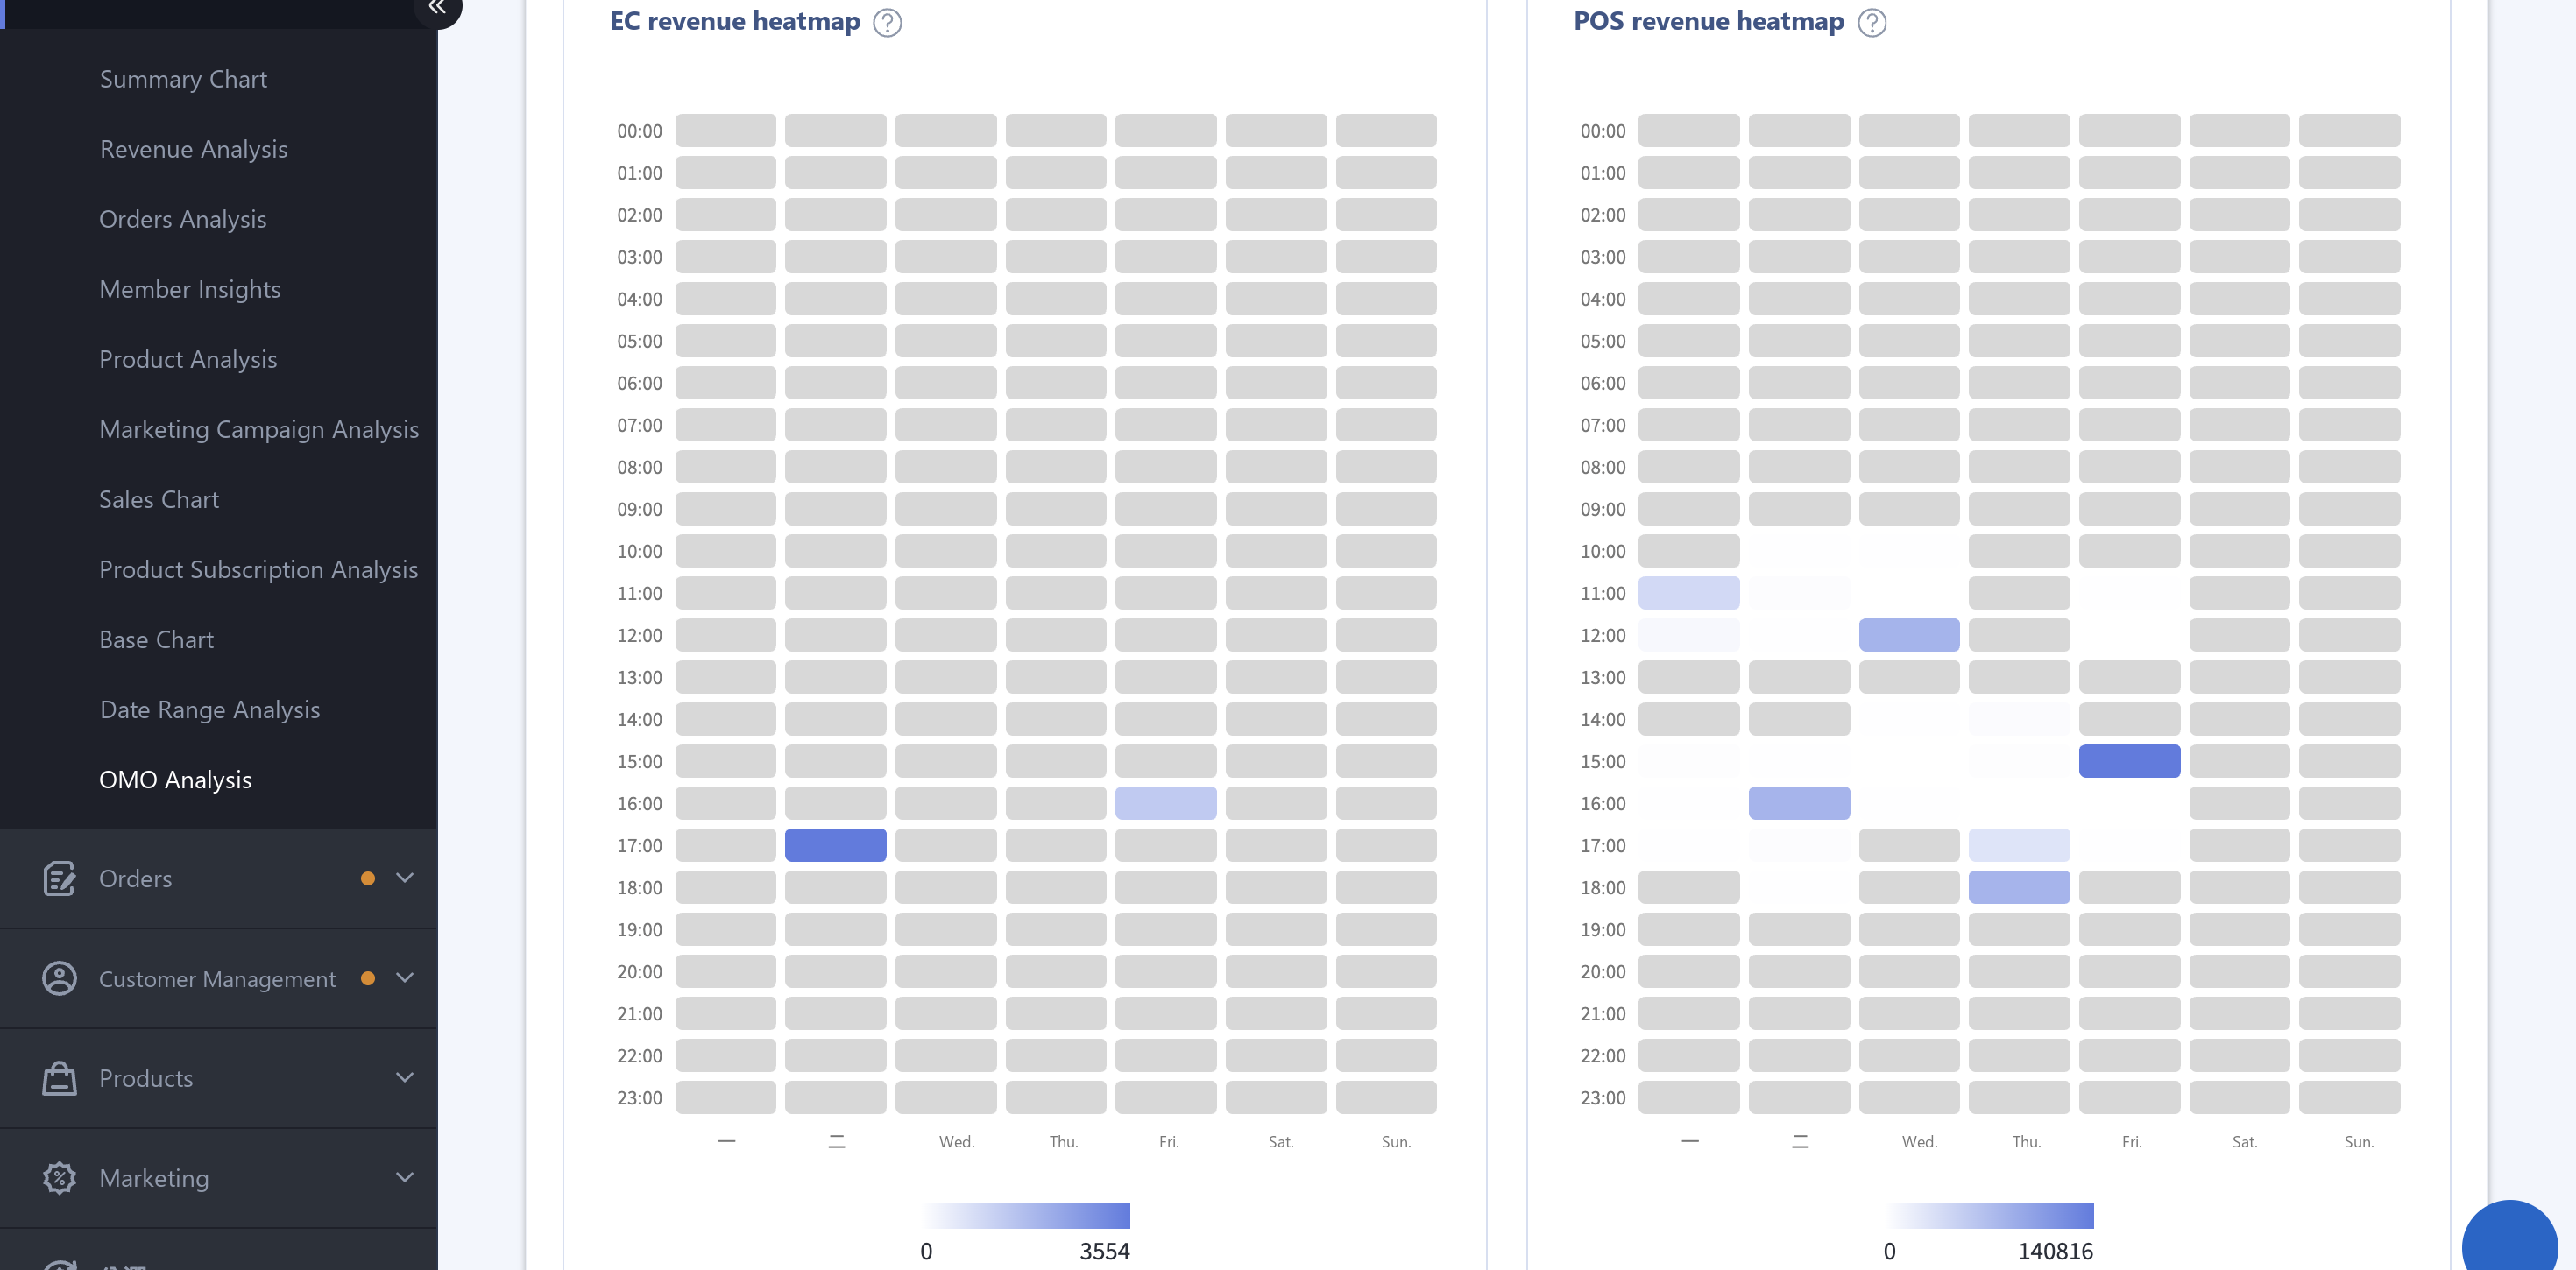 Summary Chart
Revenue Analysis
Orders Analysis
Member Insights
Product Analysis
Marketing Campaign Analysis
Sales Chart
Product Subscription Analysis
Base Chart
Date Range Analysis
OMO Analysis
Orders
Customer Management
Products
Marketing
EC revenue heatmap ?
00:00
01:00
02:00
03:00
04:00
05:00
06:00
07:00
08:00
09:00
10:00
11:00
12:00
13:00
14:00
15:00
16:00
17:00
18:00
19:00
20:00
21:00
22:00
23:00
一 二 Wed. Thu. Fri. Sat. Sun.
0 3554
POS revenue heatmap ?
00:00
01:00
02:00
03:00
04:00
05:00
06:00
07:00
08:00
09:00
10:00
11:00
12:00
13:00
14:00
15:00
16:00
17:00
18:00
19:00
20:00
21:00
22:00
23:00
一 二 Wed. Thu. Fri. Sat. Sun.
0 140816